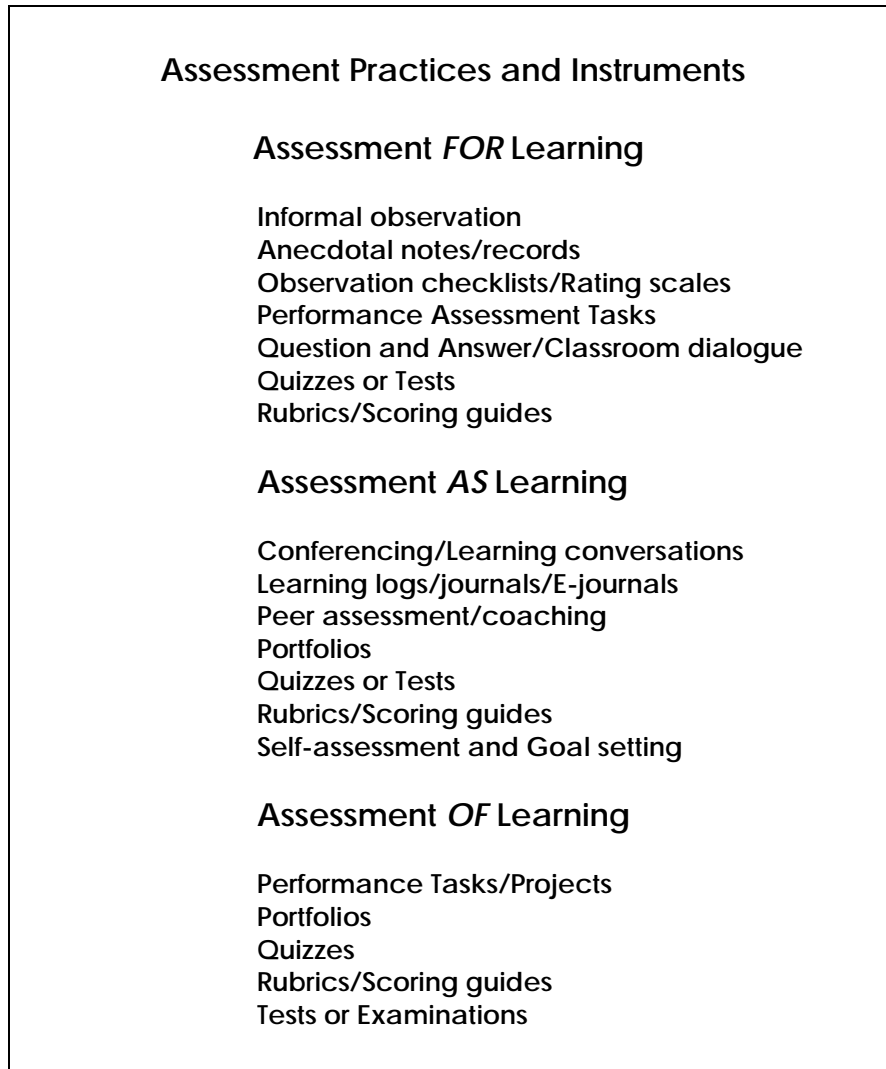 Assessment Practices and Instruments
Assessment FOR Learning
Informal observation
Anecdotal notes/records
Observation checklists/Rating scales
Performance Assessment Tasks
Question and Answer/Classroom dialogue
Quizzes or Tests
Rubrics/Scoring guides
Assessment AS Learning
Conferencing/Learning conversations
Learning logs/journals/E-journals
Peer assessment/coaching
Portfolios
Quizzes or Tests
Rubrics/Scoring guides
Self-assessment and Goal setting
Assessment OF Learning
Performance Tasks/Projects
Portfolios
Quizzes
Rubrics/Scoring guides
Tests or Examinations